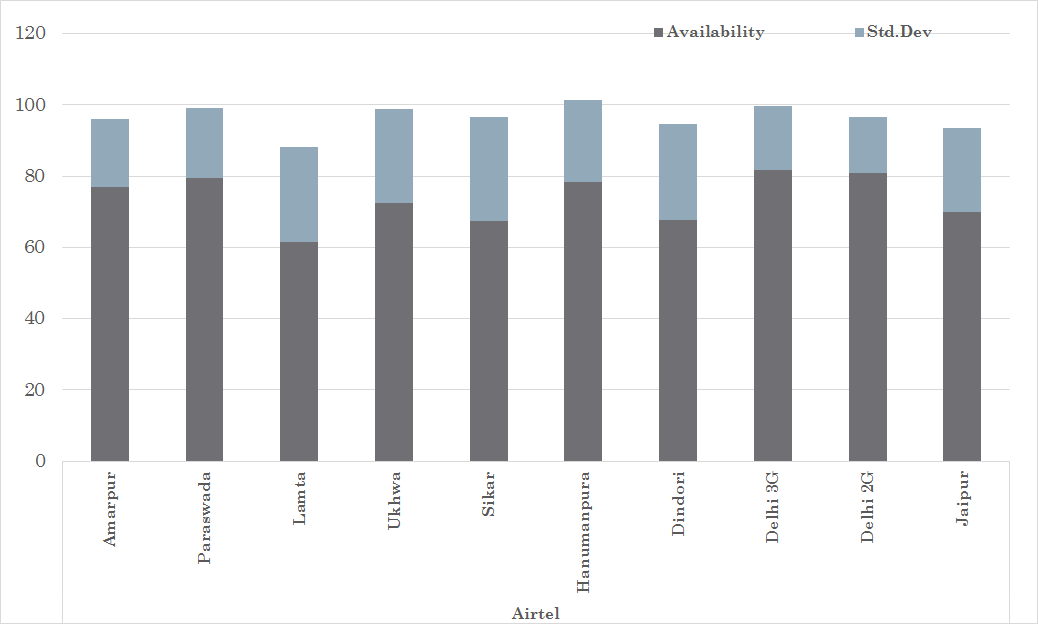 120
Availability Std.Dev
100
80
60
40
20
0
Amarpur
Paraswada
Lamta
Ukhwa
Sikar
Hanumanpura
Dindori
Delhi 3G
Delhi 2G
Jaipur
Airtel